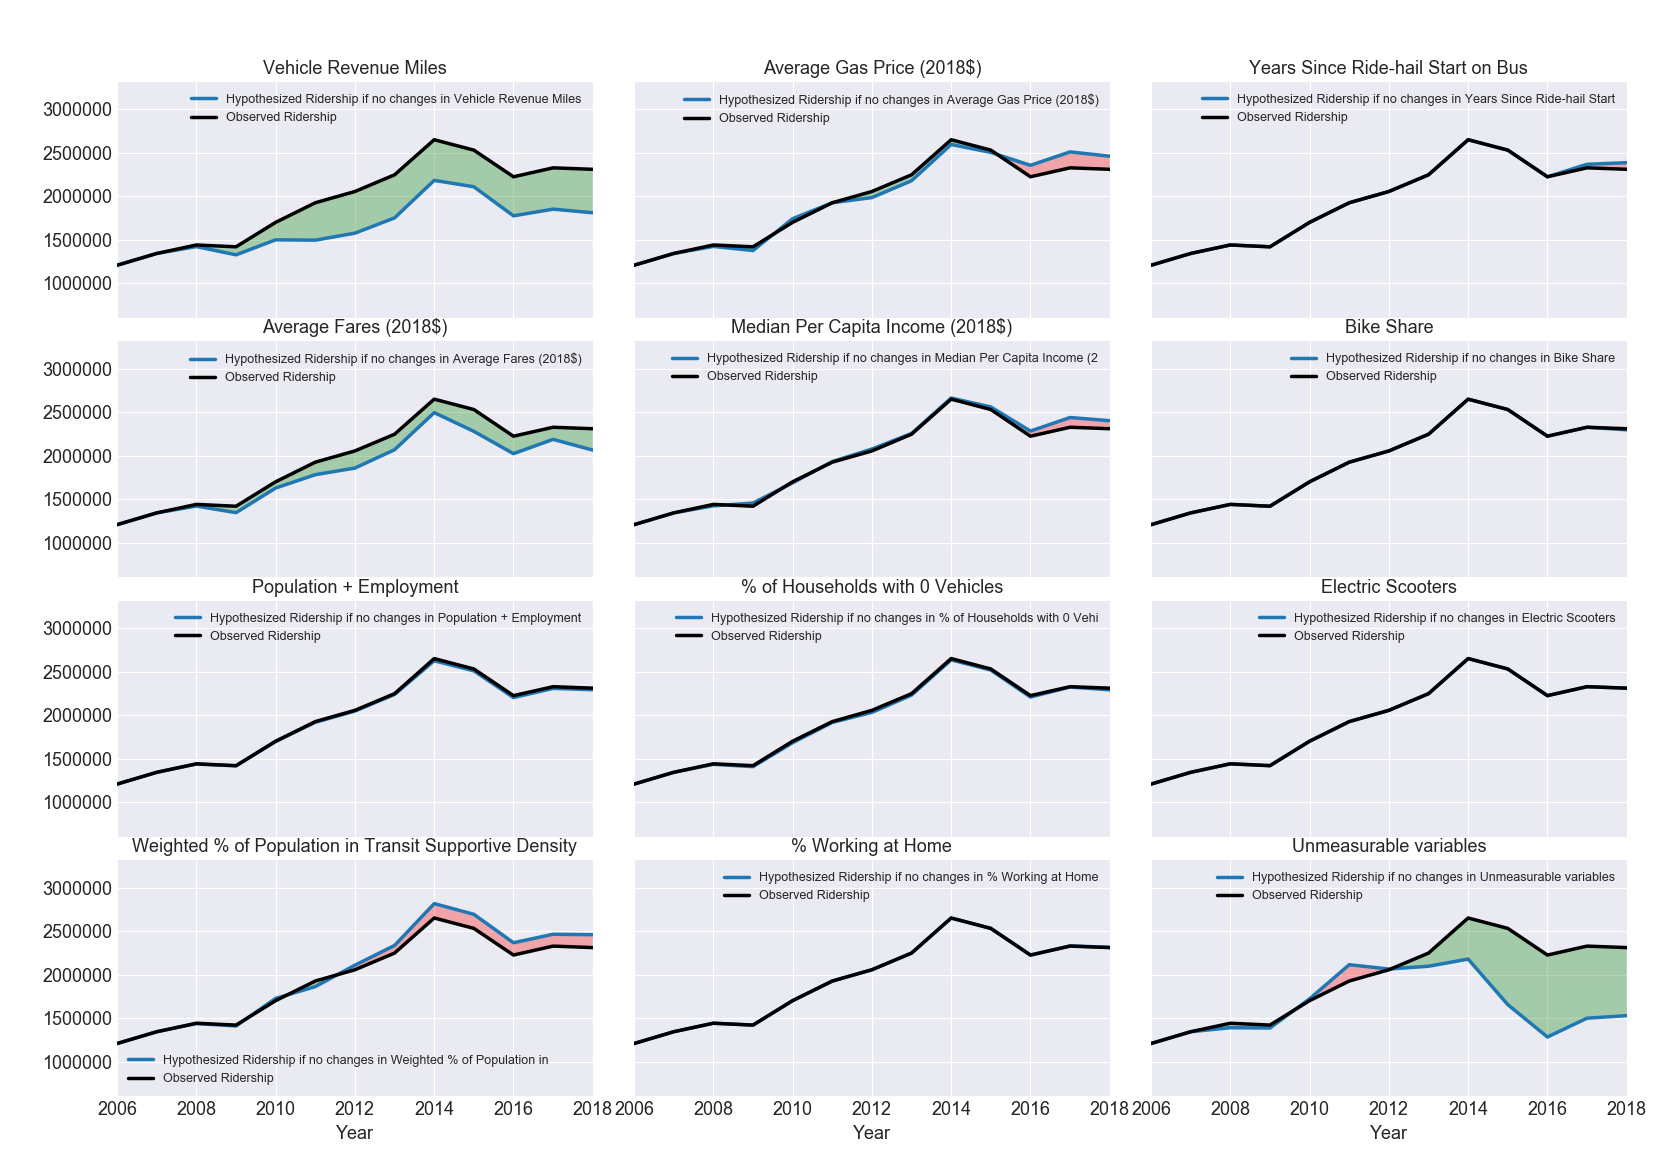 Vehicle Revenue Miles
Hypothesized Ridership if no changes in Vehicle Revenue Miles
Observed Ridership
3000000
2500000
2000000
1500000
1000000
Average Gas Price (2018$)
Hypothesized Ridership if no changes in Average Gas Price (2018$)
Observed Ridership
Years Since Ride-hail Start on Bus
Hypothesized Ridership if no changes in Years Since Ride-hail Start
Observed Ridership
Average Fares (2018$)
Hypothesized Ridership if no changes in Average Fares (2018$)
Observed Ridership
3000000
2500000
2000000
1500000
1000000
Median Per Capita Income (2018$)
Hypothesized Ridership if no changes in Median Per Capita Income (2
Observed Ridership
Bike Share
Hypothesized Ridership if no changes in Bike Share
Observed Ridership
Population + Employment
Hypothesized Ridership if no changes in Population + Employment
Observed Ridership
3000000
2500000
2000000
1500000
1000000
% of Households with 0 Vehicles
Hypothesized Ridership if no changes in % of Households with 0 Vehi
Observed Ridership
Electric Scooters
Hypothesized Ridership if no changes in Electric Scooters
Observed Ridership
Weighted % of Population in Transit Supportive Density
3000000
2500000
2000000
1500000
1000000
Hypothesized Ridership if no changes in Weighted % of Population in
Observed Ridership
2006 2008 2010 2012 2014 2016 2018
Year
% Working at Home
Hypothesized Ridership if no changes in % Working at Home
Observed Ridership
2006 2008 2010 2012 2014 2016 2018
Year
Unmeasurable variables
Hypothesized Ridership if no changes in Unmeasurable variables
Observed Ridership
2006 2008 2010 2012 2014 2016 2018
Year